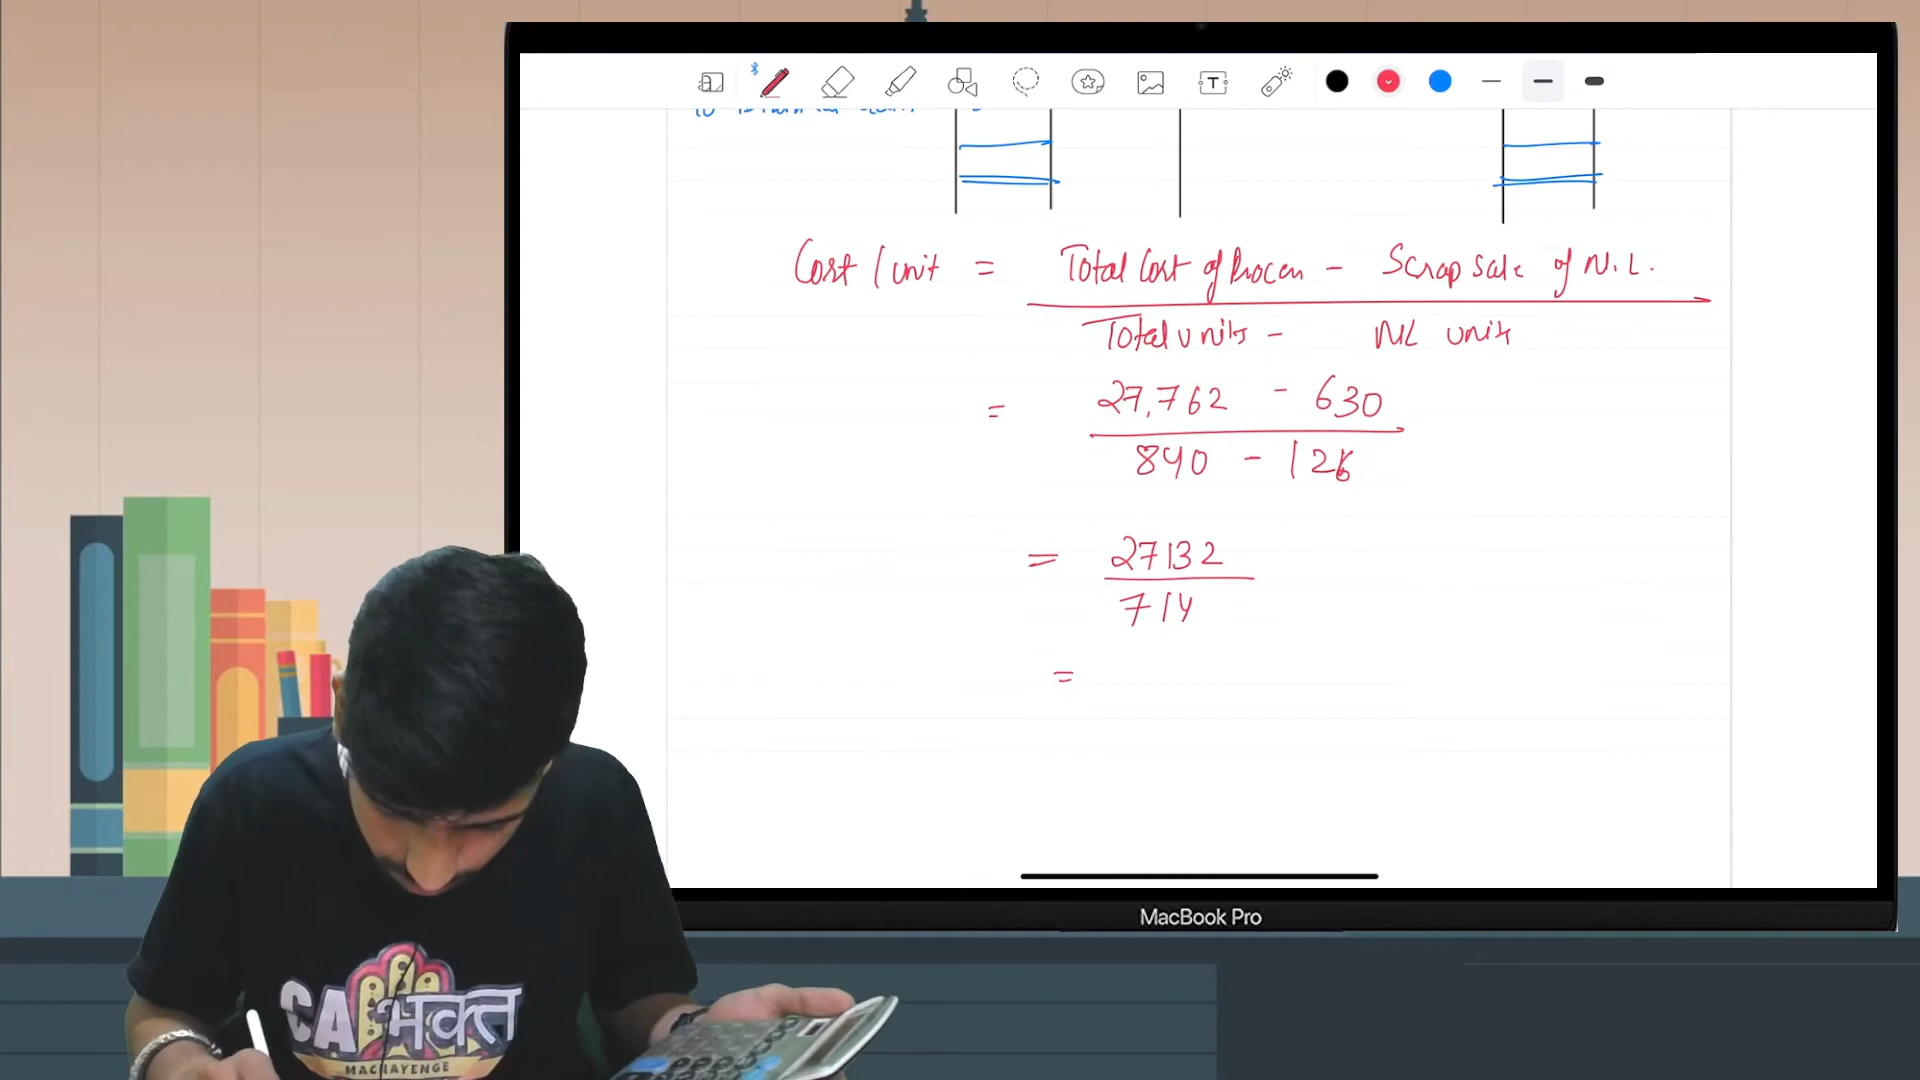 Cost / unit = Total Cost of Process - Scrap Sale of N.L.
Total units - NL units
= 27,762 - 630
840 - 126
= 27132
714
=
MacBook Pro
CA भक्त
MACHAYENGE